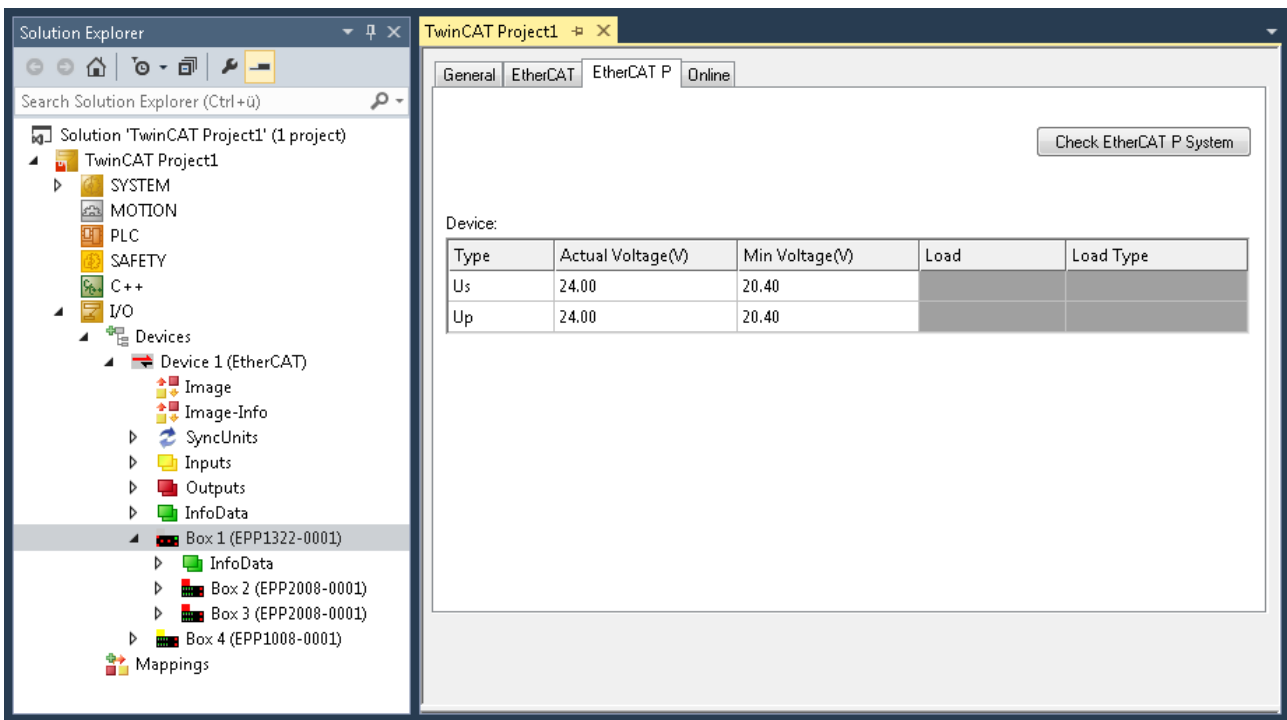 Solution Explorer
Search Solution Explorer (Ctrl+ü)
Solution 'TwinCAT Project1' (1 project)
TwinCAT Project1
SYSTEM
MOTION
PLC
SAFETY
C++
I/O
Devices
Device 1 (EtherCAT)
Image
Image-Info
SyncUnits
Inputs
Outputs
InfoData
Box 1 (EPP1322-0001)
InfoData
Box 2 (EPP2008-0001)
Box 3 (EPP2008-0001)
Box 4 (EPP1008-0001)
Mappings
TwinCAT Project1
General EtherCAT EtherCAT P Online
Check EtherCAT P System
Device:
Type Actual Voltage(V) Min Voltage(V) Load Load Type
Us 24.00 20.40
Up 24.00 20.40